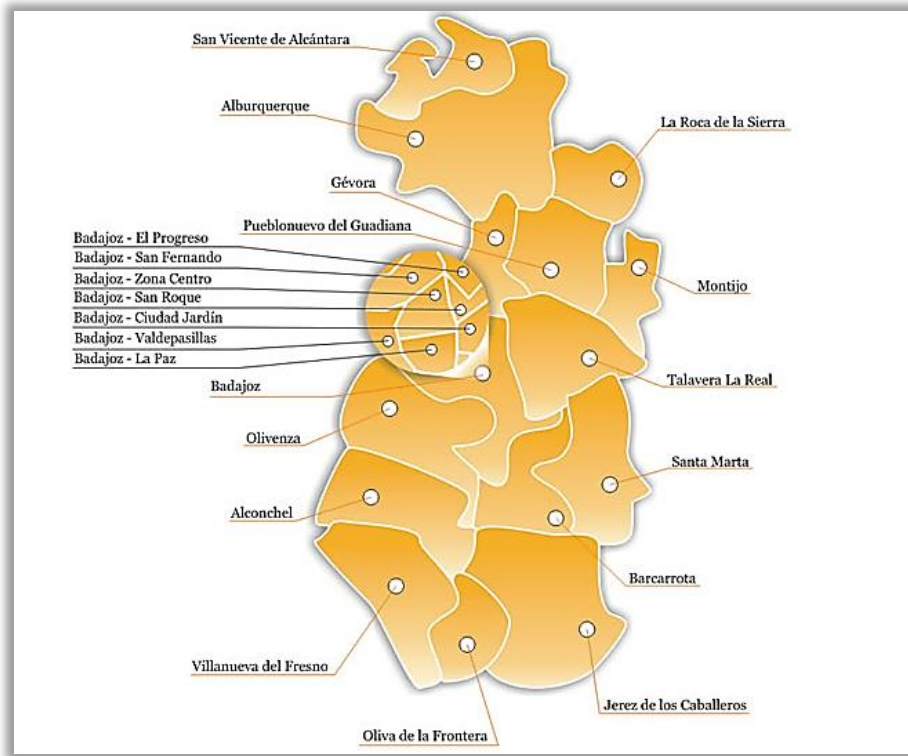 San Vicente de Alcántara
Alburquerque
La Roca de la Sierra
Gévora
Pueblonuevo del Guadiana
Badajoz - El Progreso
Badajoz - San Fernando
Badajoz - Zona Centro
Badajoz - San Roque
Badajoz - Ciudad Jardín
Badajoz - Valdepasillas
Badajoz - La Paz
Montijo
Badajoz
Talavera La Real
Olivenza
Santa Marta
Alconchel
Barcarrota
Villanueva del Fresno
Jerez de los Caballeros
Oliva de la Frontera